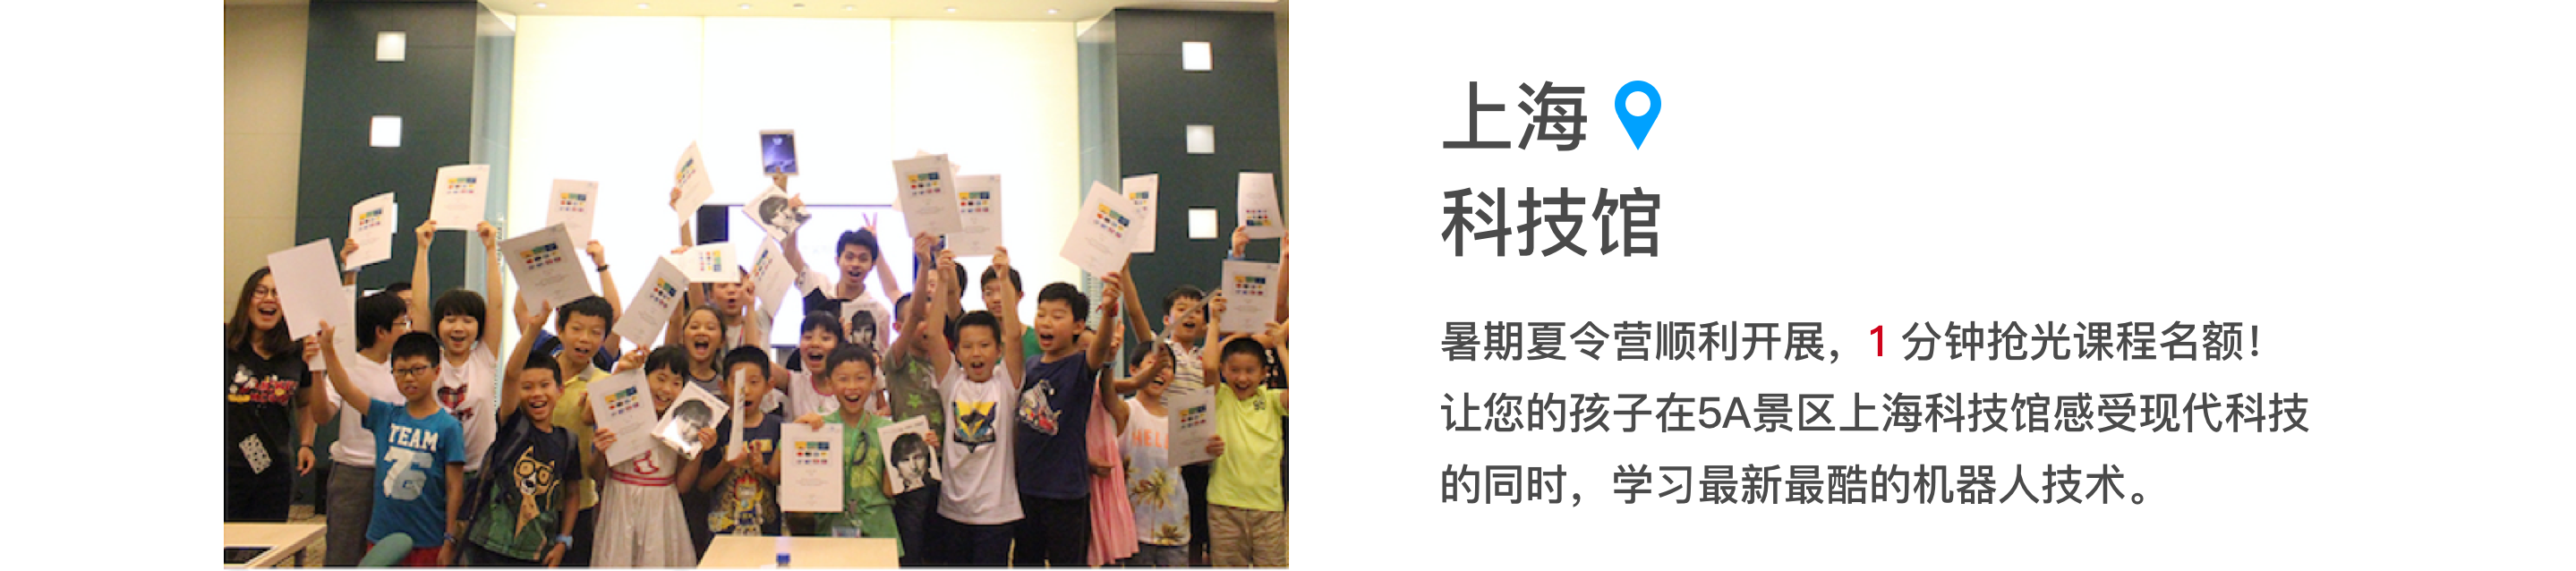 上海
科技馆
暑期夏令营顺利开展，1 分钟抢光课程名额！
让您的孩子在5A景区上海科技馆感受现代科技
的同时，学习最新最酷的机器人技术。
TEAM